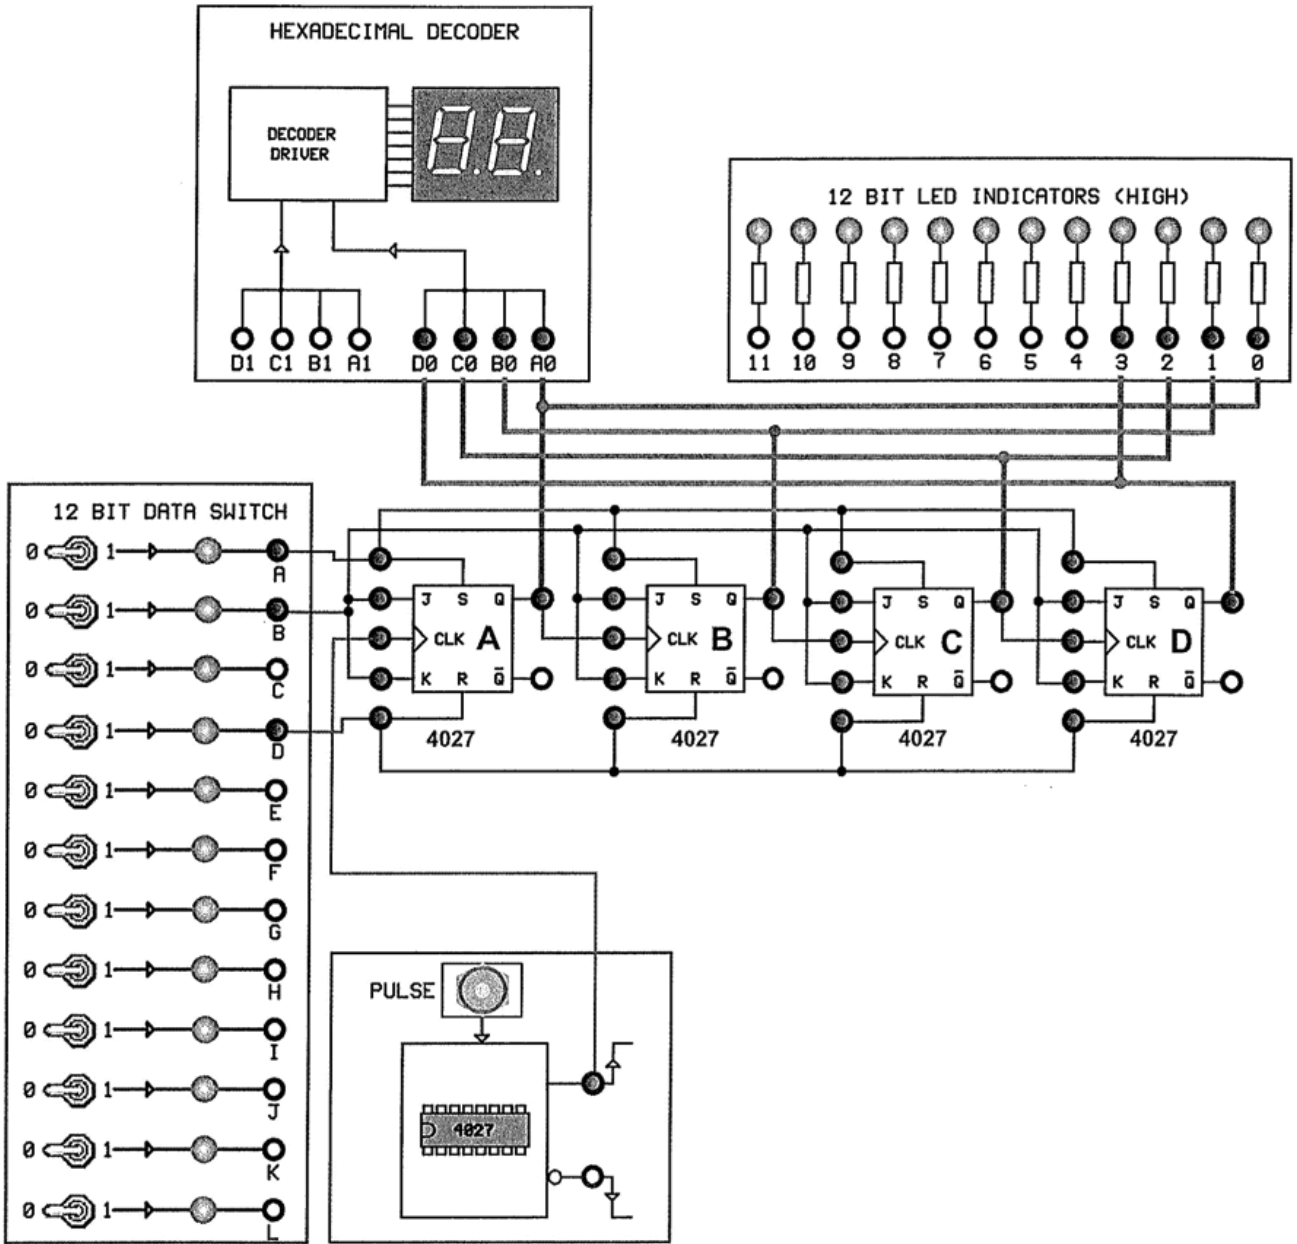 HEXADECIMAL DECODER
DECODER
DRIVER
8.8.
D1 C1 B1 A1 D0 C0 B0 A0
12 BIT LED INDICATORS (HIGH)
11 10 9 8 7 6 5 4 3 2 1 0
12 BIT DATA SWITCH
0 1 A
0 1 B
0 1 C
0 1 D
0 1 E
0 1 F
0 1 G
0 1 H
0 1 I
0 1 J
0 1 K
0 1 L
J S Q
CLK A
K R Q̅
4027
J S Q
CLK B
K R Q̅
4027
J S Q
CLK C
K R Q̅
4027
J S Q
CLK D
K R Q̅
4027
PULSE
4027